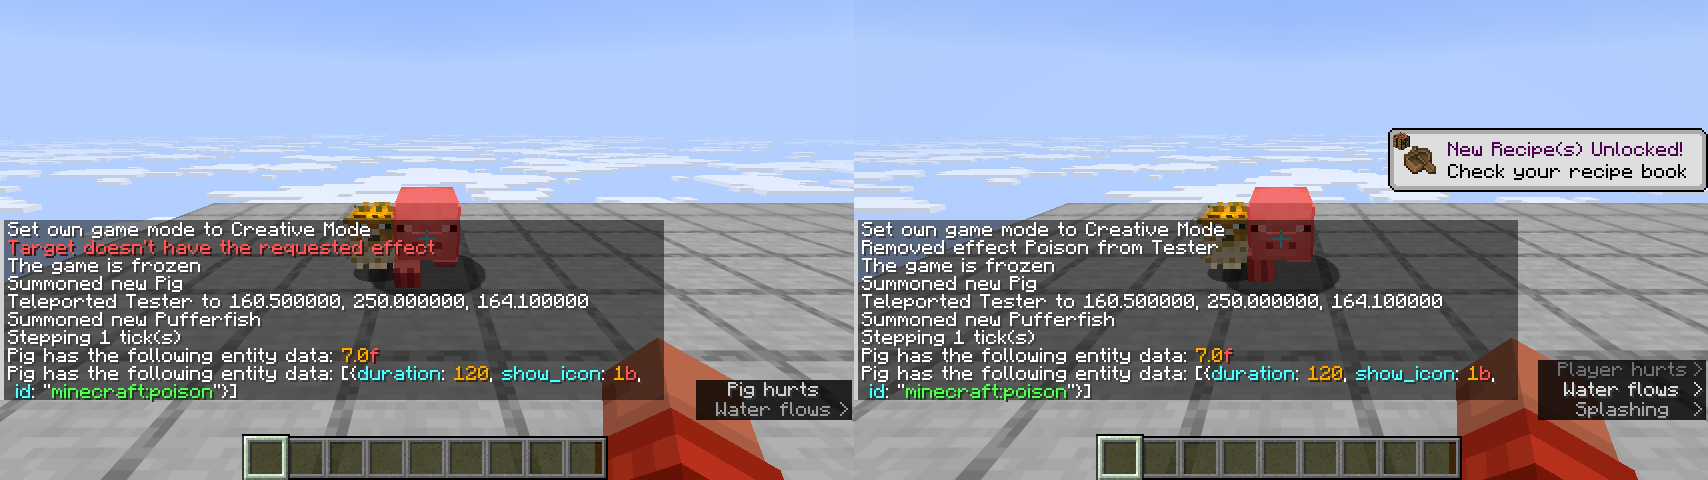 Set own game mode to Creative Mode
Target doesn't have the requested effect
The game is frozen
Summoned new Pig
Teleported Tester to 160.500000, 250.000000, 164.100000
Summoned new Pufferfish
Stepping 1 tick(s)
Pig has the following entity data: 7.0f
Pig has the following entity data: [{duration: 120, show_icon: 1b,
id: "minecraft:poison"}]
Pig hurts
Water flows >
New Recipe(s) Unlocked!
Check your recipe book
Set own game mode to Creative Mode
Removed effect Poison from Tester
The game is frozen
Summoned new Pig
Teleported Tester to 160.500000, 250.000000, 164.100000
Summoned new Pufferfish
Stepping 1 tick(s)
Pig has the following entity data: 7.0f
Pig has the following entity data: [{duration: 120, show_icon: 1b,
id: "minecraft:poison"}]
Player hurts >
Water flows >
Splashing >